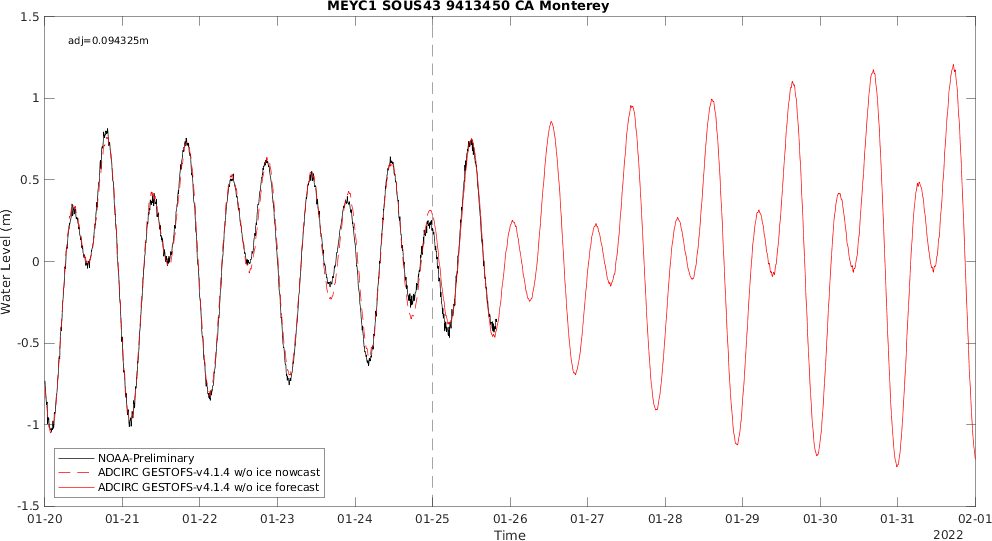 MEYC1 SOUS43 9413450 CA Monterey
adj=0.094325m
Water Level (m)
1.5
1
0.5
0
-0.5
-1
-1.5
NOAA-Preliminary
ADCIRC GESTOFS-v4.1.4 w/o ice nowcast
ADCIRC GESTOFS-v4.1.4 w/o ice forecast
01-20 01-21 01-22 01-23 01-24 01-25 01-26 01-27 01-28 01-29 01-30 01-31 02-01
Time
2022